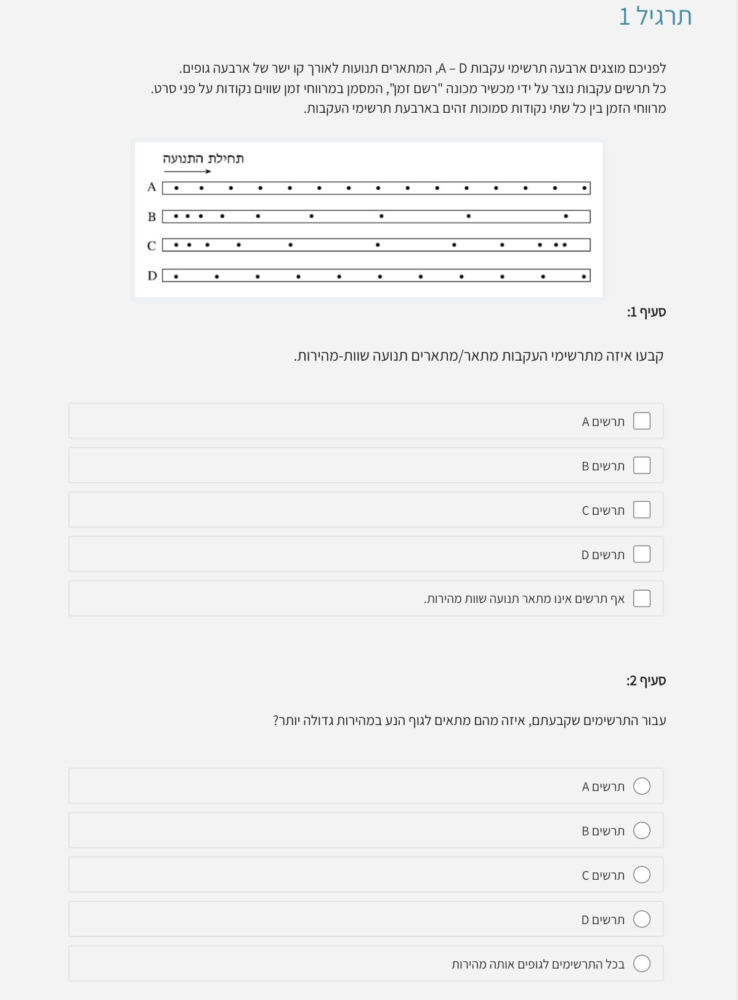 תרגיל 1
לפניכם מוצגים ארבעה תרשימי עקבות A – D, המתארים תנועות לאורך קו ישר של ארבעה גופים.
כל תרשים עקבות נוצר על ידי מכשיר מכונה "רשם זמן", המסמן במרווחי זמן שווים נקודות על פני סרט.
מרווחי הזמן בין כל שתי נקודות סמוכות זהים בארבעת תרשימי העקבות.
תחילת התנועה
A
B
C
D
סעיף 1:
קבעו איזה מתרשימי העקבות מתאר/מתארים תנועה שוות-מהירות.
תרשים A
תרשים B
תרשים C
תרשים D
אף תרשים אינו מתאר תנועה שוות מהירות.
סעיף 2:
עבור התרשימים שקבעתם, איזה מהם מתאים לגוף הנע במהירות גדולה יותר?
תרשים A
תרשים B
תרשים C
תרשים D
בכל התרשימים לגופים אותה מהירות